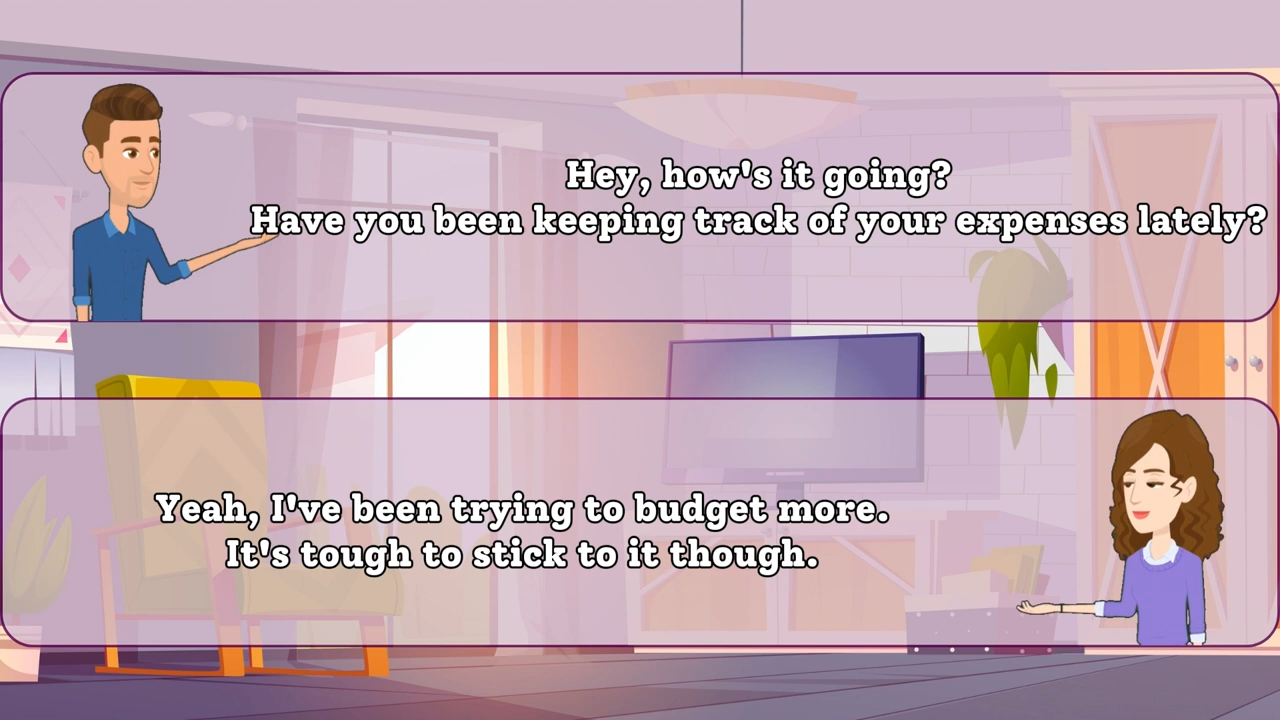 Hey, how's it going?
Have you been keeping track of your expenses lately?
Yeah, I've been trying to budget more.
It's tough to stick to it though.